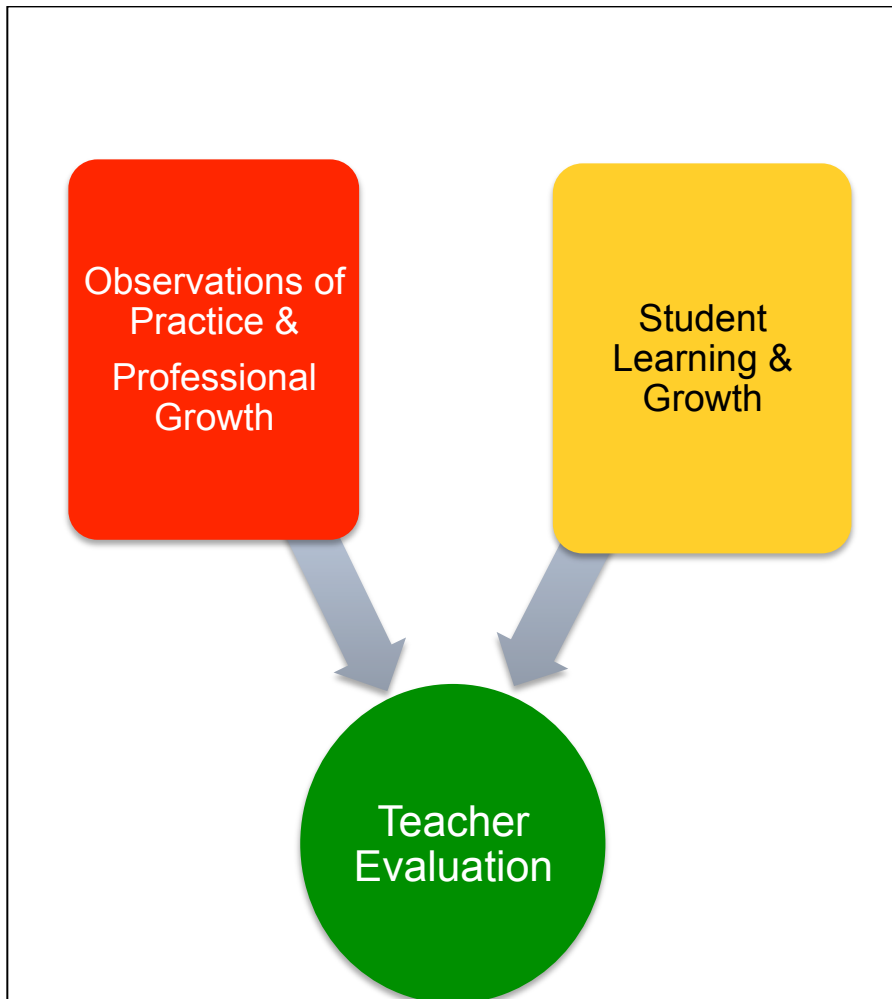 Observations of
Practice &
Professional
Growth
Student
Learning &
Growth
Teacher
Evaluation